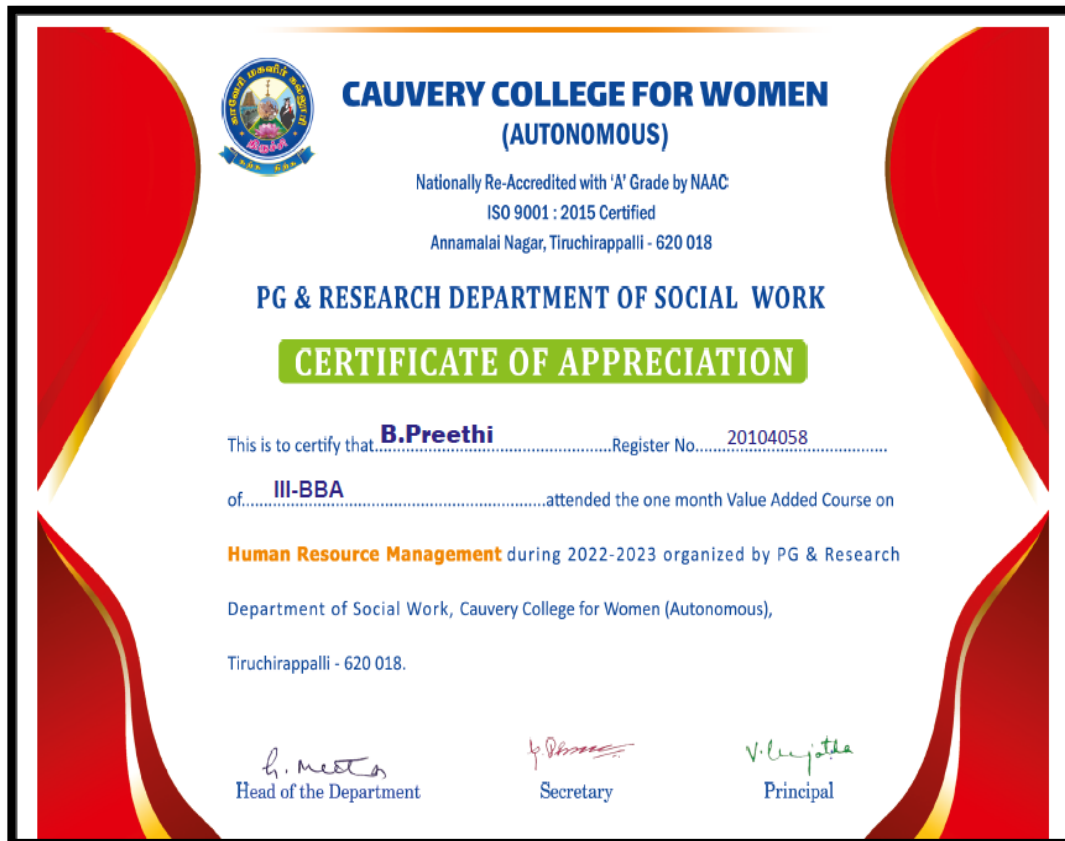 காவேரி மகளிர் கல்லூரி
திருச்சி
கற்க நிற்க
CAUVERY COLLEGE FOR WOMEN
(AUTONOMOUS)
Nationally Re-Accredited with 'A' Grade by NAAC
ISO 9001 : 2015 Certified
Annamalai Nagar, Tiruchirappalli - 620 018
PG & RESEARCH DEPARTMENT OF SOCIAL WORK
CERTIFICATE OF APPRECIATION
This is to certify that B.Preethi Register No. 20104058
of III-BBA attended the one month Value Added Course on
Human Resource Management during 2022-2023 organized by PG & Research
Department of Social Work, Cauvery College for Women (Autonomous),
Tiruchirappalli - 620 018.
Head of the Department Secretary Principal